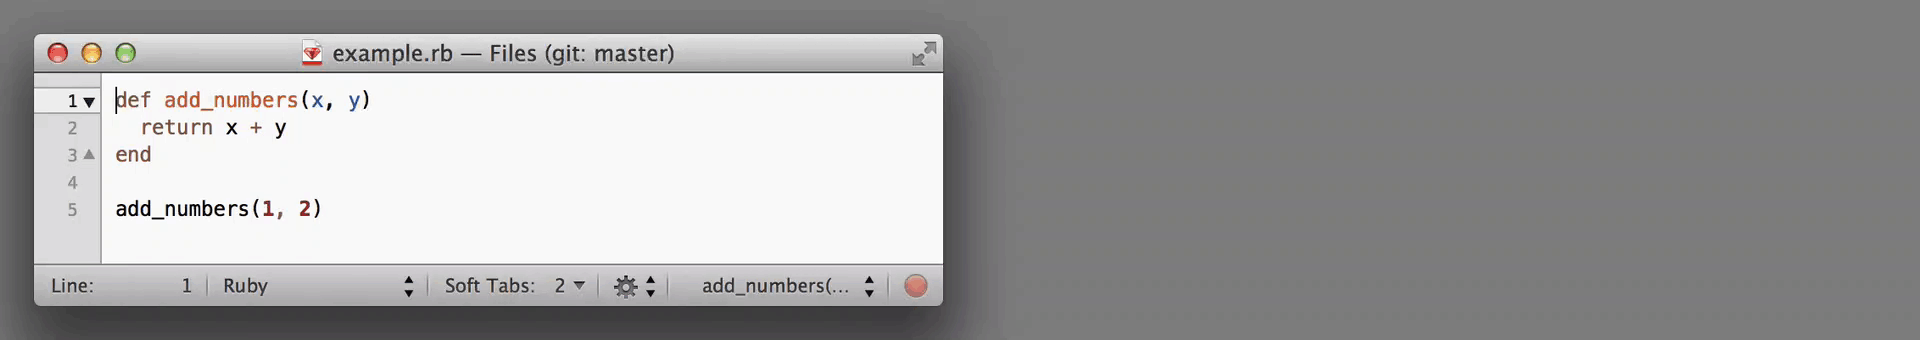 example.rb — Files (git: master)
1 def add_numbers(x, y)
2   return x + y
3 end
4
5 add_numbers(1, 2)
Line: 1 Ruby Soft Tabs: 2 add_numbers(...